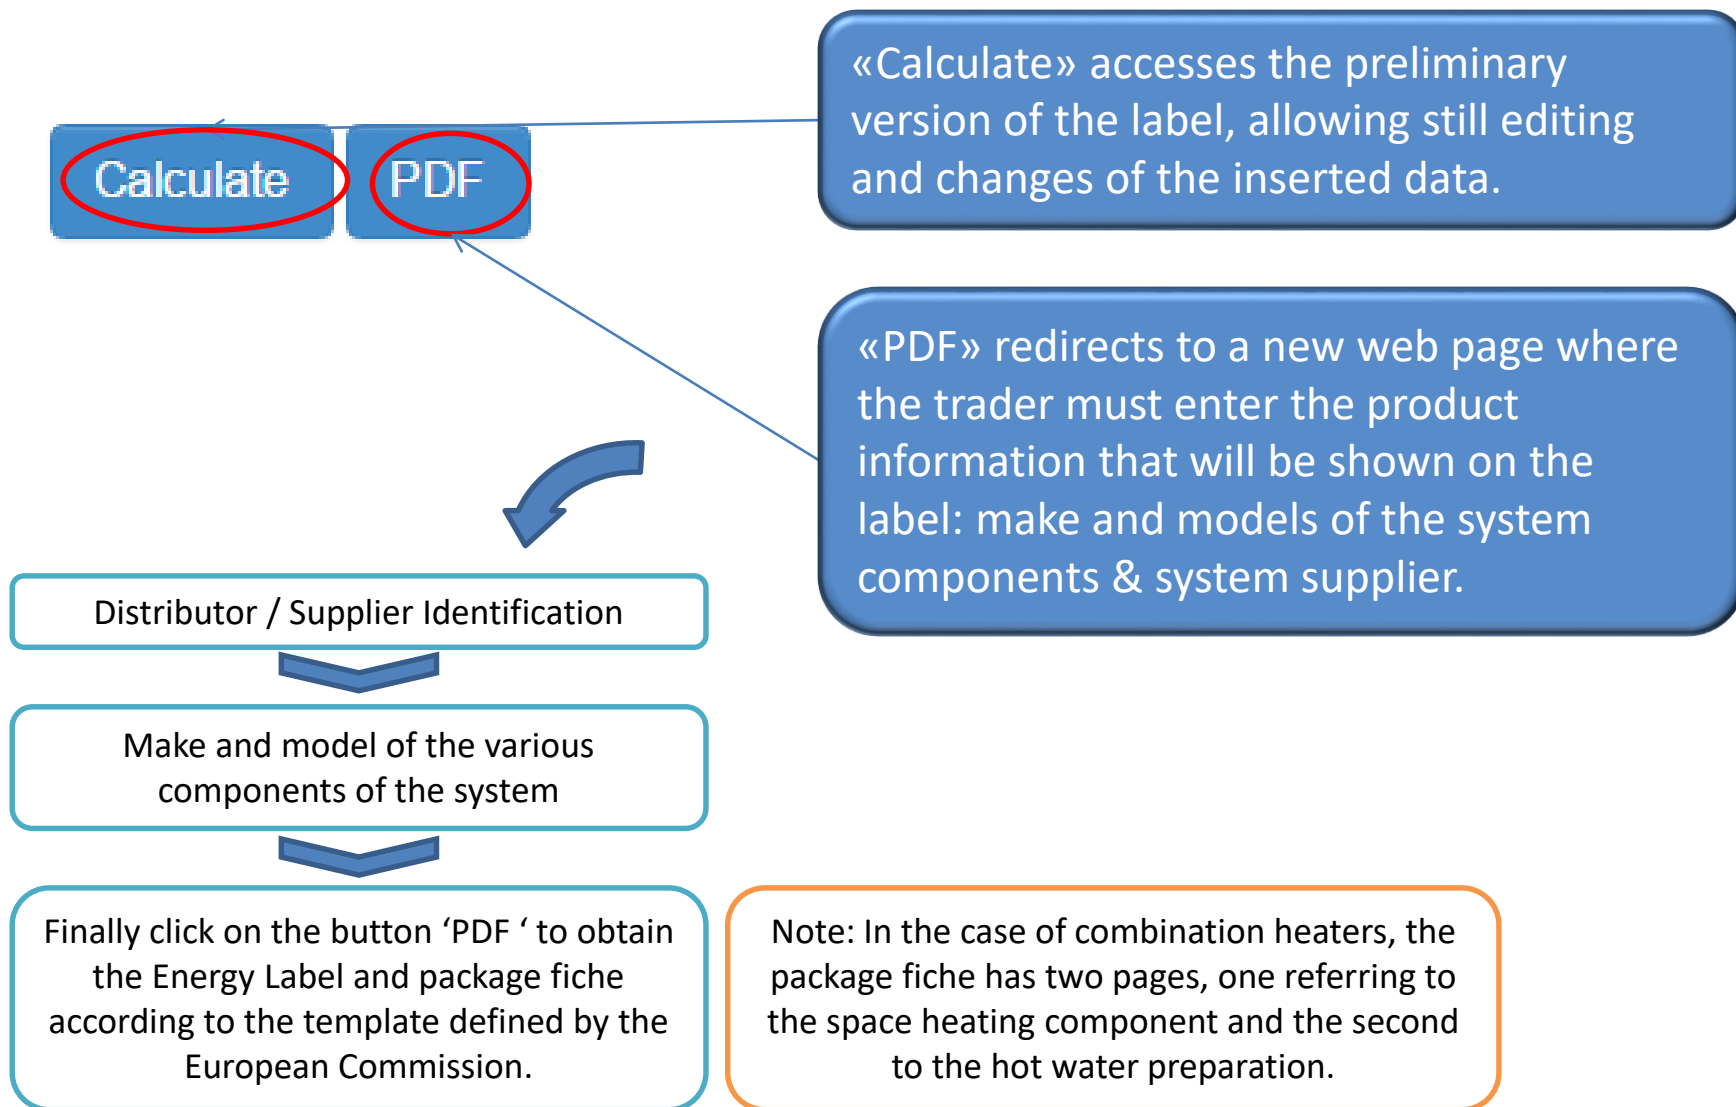 «Calculate» accesses the preliminary
version of the label, allowing still editing
and changes of the inserted data.
Calculate PDF
«PDF» redirects to a new web page where
the trader must enter the product
information that will be shown on the
label: make and models of the system
components & system supplier.
Distributor / Supplier Identification
Make and model of the various
components of the system
Finally click on the button ‘PDF ‘ to obtain
the Energy Label and package fiche
according to the template defined by the
European Commission.
Note: In the case of combination heaters, the
package fiche has two pages, one referring to
the space heating component and the second
to the hot water preparation.